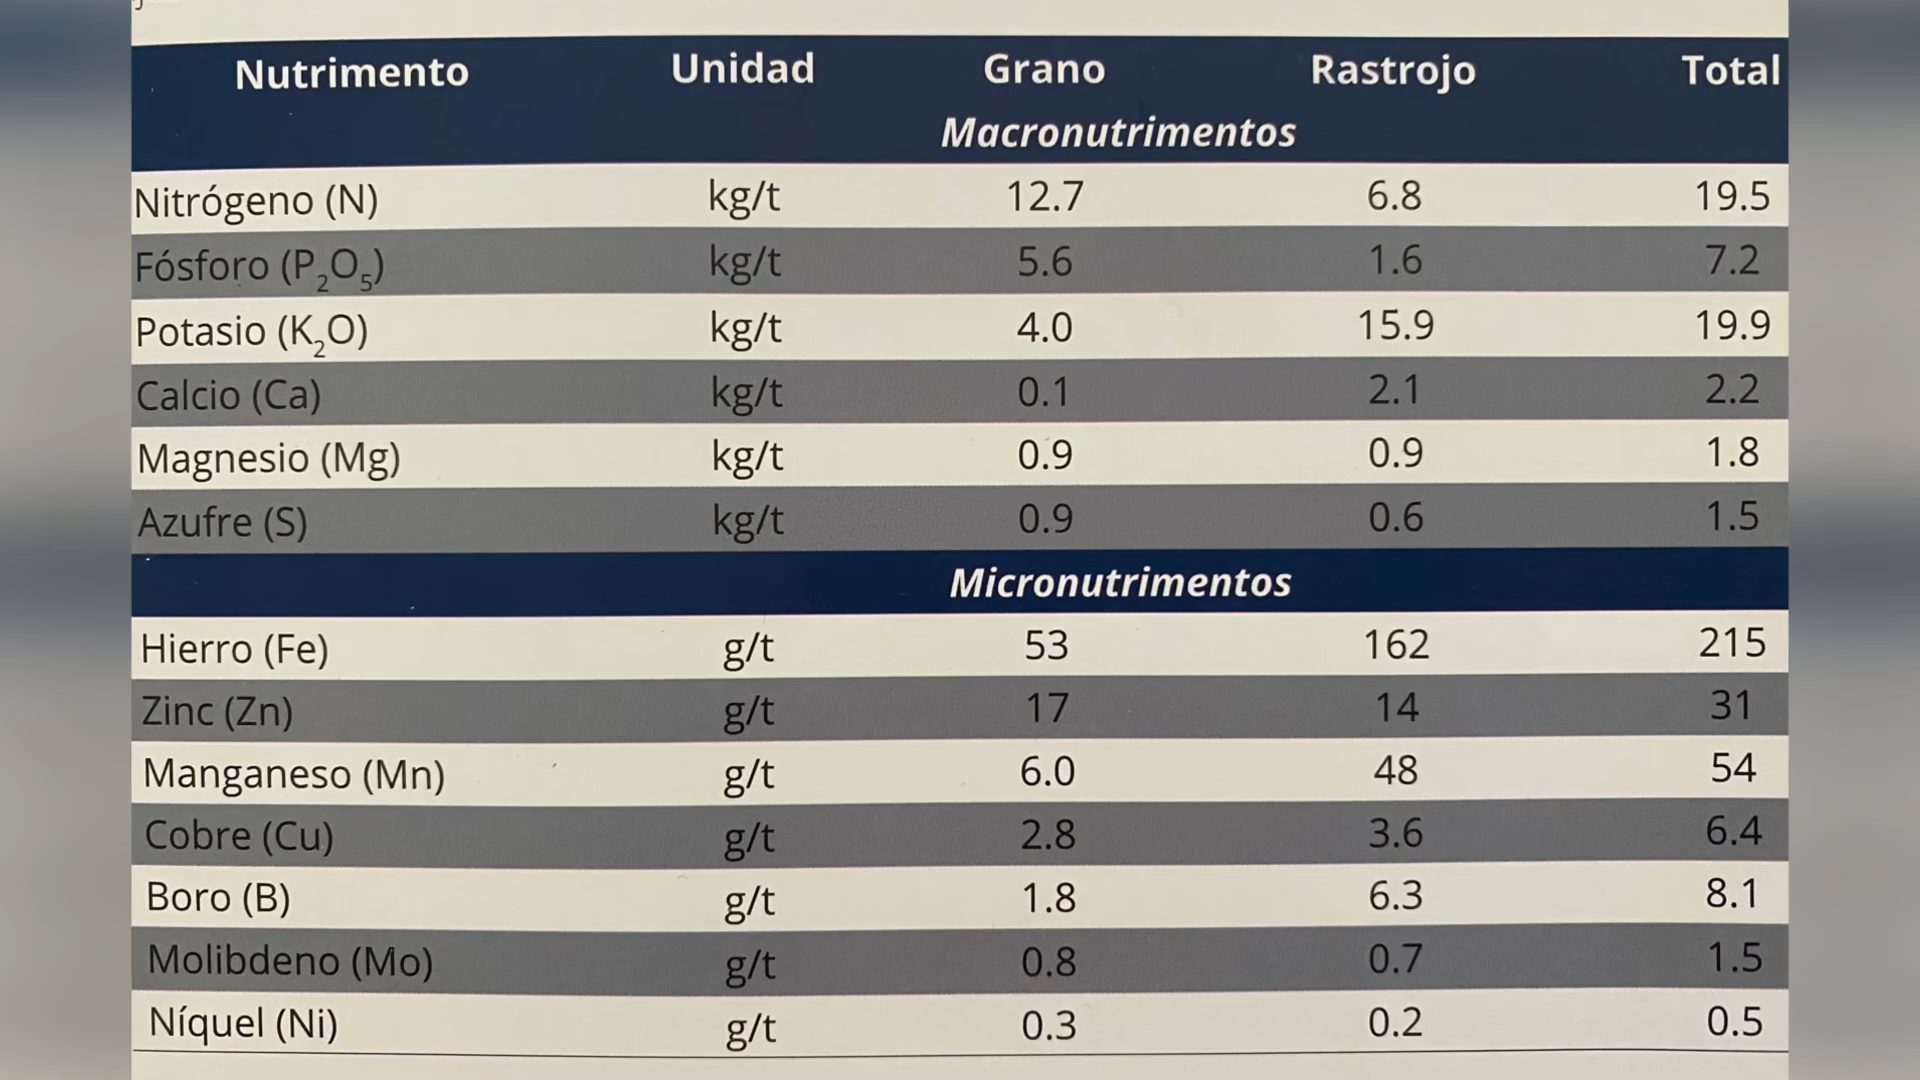 Nutrimento Unidad Grano Rastrojo Total
Macronutrimentos
Nitrógeno (N) kg/t 12.7 6.8 19.5
Fósforo (P₂O₅) kg/t 5.6 1.6 7.2
Potasio (K₂O) kg/t 4.0 15.9 19.9
Calcio (Ca) kg/t 0.1 2.1 2.2
Magnesio (Mg) kg/t 0.9 0.9 1.8
Azufre (S) kg/t 0.9 0.6 1.5
Micronutrimentos
Hierro (Fe) g/t 53 162 215
Zinc (Zn) g/t 17 14 31
Manganeso (Mn) g/t 6.0 48 54
Cobre (Cu) g/t 2.8 3.6 6.4
Boro (B) g/t 1.8 6.3 8.1
Molibdeno (Mo) g/t 0.8 0.7 1.5
Níquel (Ni) g/t 0.3 0.2 0.5